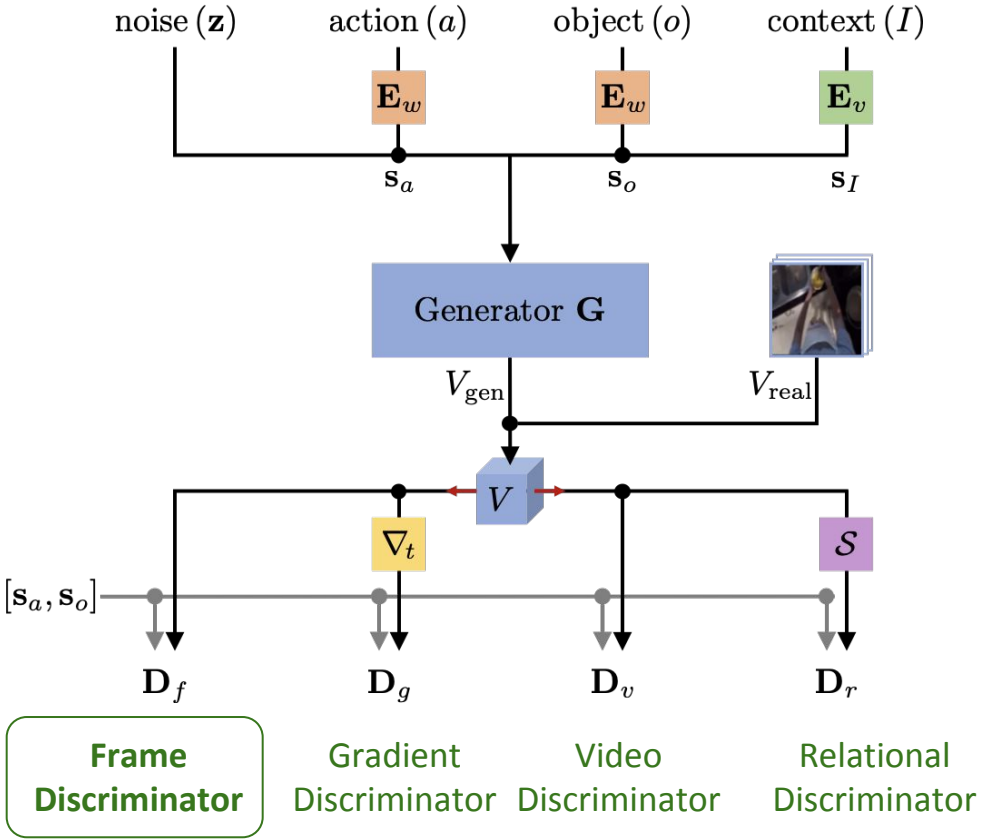 noise (z) action (a) object (o) context (I)
E_w E_w E_v
s_a s_o s_I
Generator G
V_gen V_real
V
∇_t S
[s_a, s_o]
D_f D_g D_v D_r
Frame Gradient Video Relational
Discriminator Discriminator Discriminator Discriminator